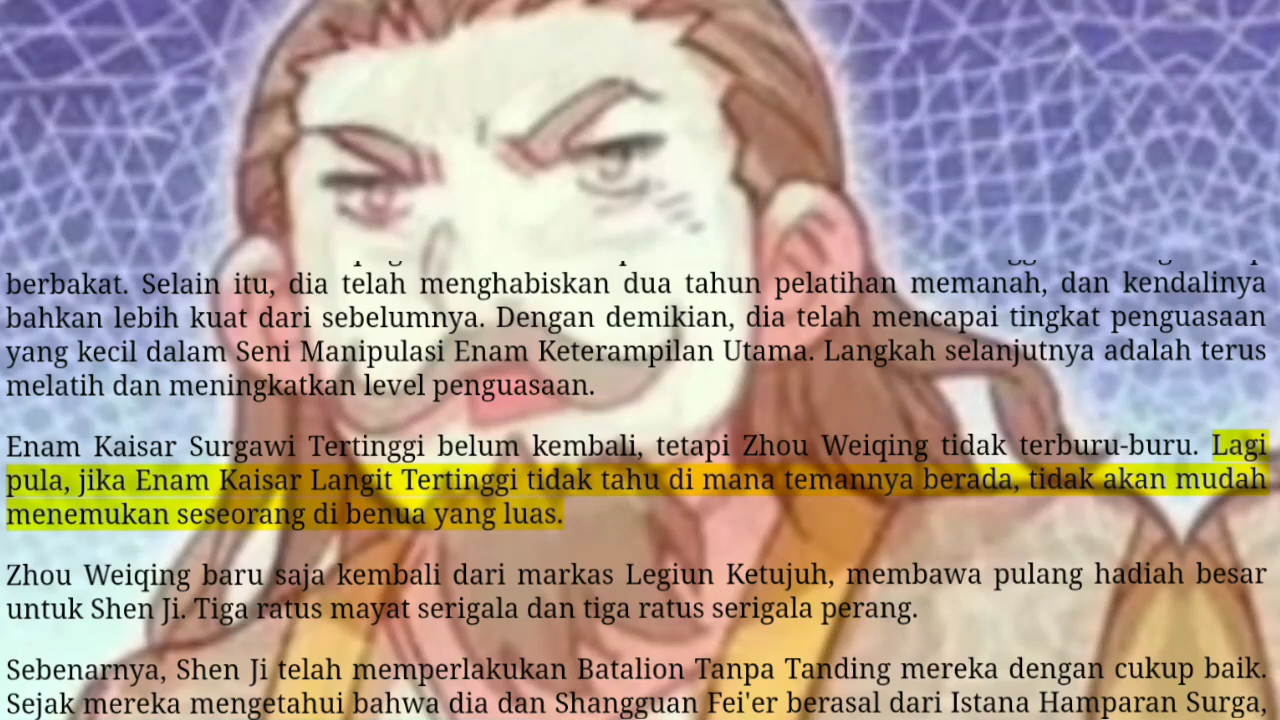 berbakat. Selain itu, dia telah menghabiskan dua tahun pelatihan memanah, dan kendalinya
bahkan lebih kuat dari sebelumnya. Dengan demikian, dia telah mencapai tingkat penguasaan
yang kecil dalam Seni Manipulasi Enam Keterampilan Utama. Langkah selanjutnya adalah terus
melatih dan meningkatkan level penguasaan.
Enam Kaisar Surgawi Tertinggi belum kembali, tetapi Zhou Weiqing tidak terburu-buru. Lagi
pula, jika Enam Kaisar Langit Tertinggi tidak tahu di mana temannya berada, tidak akan mudah
menemukan seseorang di benua yang luas.
Zhou Weiqing baru saja kembali dari markas Legiun Ketujuh, membawa pulang hadiah besar
untuk Shen Ji. Tiga ratus mayat serigala dan tiga ratus serigala perang.
Sebenarnya, Shen Ji telah memperlakukan Batalion Tanpa Tanding mereka dengan cukup baik.
Sejak mereka mengetahui bahwa dia dan Shangguan Fei'er berasal dari Istana Hamparan Surga,